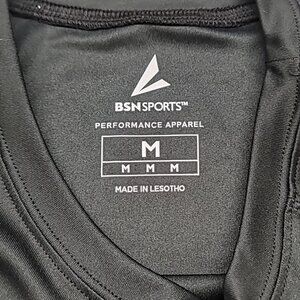 BSNSPORTS™
PERFORMANCE APPAREL
M
M M M
MADE IN LESOTHO